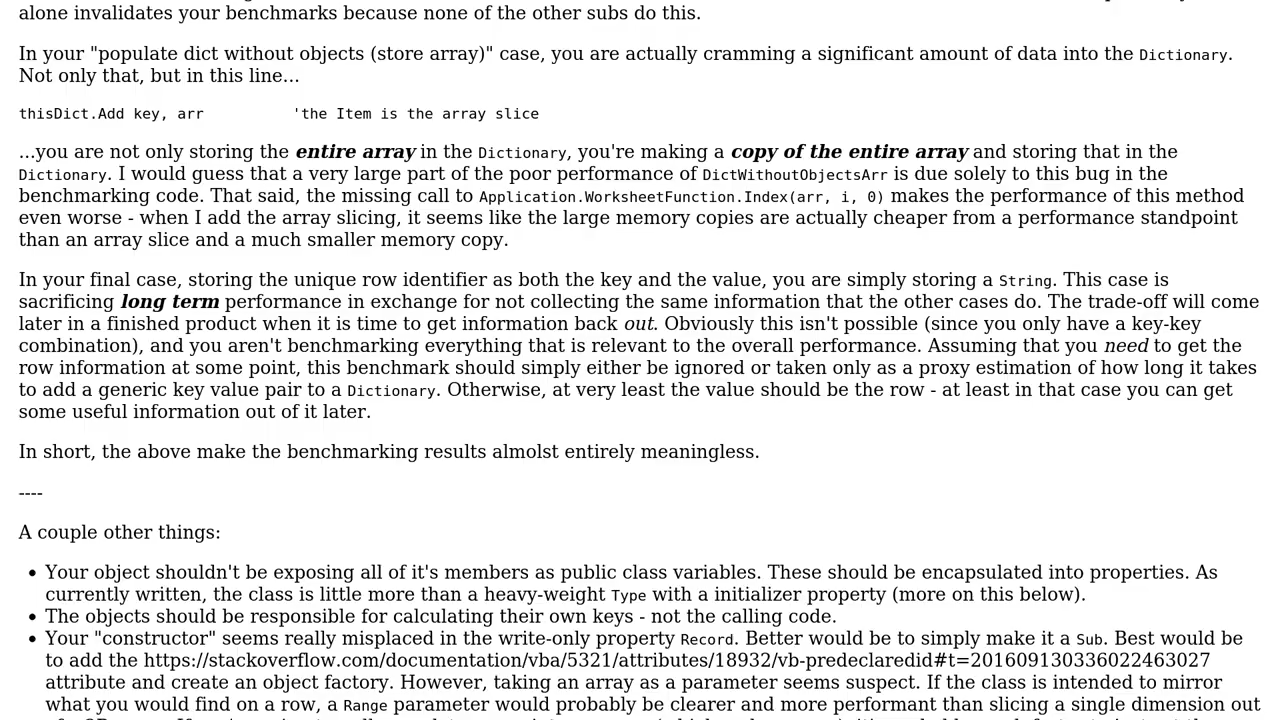 alone invalidates your benchmarks because none of the other subs do this.
In your "populate dict without objects (store array)" case, you are actually cramming a significant amount of data into the Dictionary.
Not only that, but in this line...
thisDict.Add key, arr          'the Item is the array slice
...you are not only storing the entire array in the Dictionary, you're making a copy of the entire array and storing that in the
Dictionary. I would guess that a very large part of the poor performance of DictWithoutObjectsArr is due solely to this bug in the
benchmarking code. That said, the missing call to Application.WorksheetFunction.Index(arr, i, 0) makes the performance of this method
even worse - when I add the array slicing, it seems like the large memory copies are actually cheaper from a performance standpoint
than an array slice and a much smaller memory copy.
In your final case, storing the unique row identifier as both the key and the value, you are simply storing a String. This case is
sacrificing long term performance in exchange for not collecting the same information that the other cases do. The trade-off will come
later in a finished product when it is time to get information back out. Obviously this isn't possible (since you only have a key-key
combination), and you aren't benchmarking everything that is relevant to the overall performance. Assuming that you need to get the
row information at some point, this benchmark should simply either be ignored or taken only as a proxy estimation of how long it takes
to add a generic key value pair to a Dictionary. Otherwise, at very least the value should be the row - at least in that case you can get
some useful information out of it later.
In short, the above make the benchmarking results almolst entirely meaningless.
----
A couple other things:
• Your object shouldn't be exposing all of it's members as public class variables. These should be encapsulated into properties. As
currently written, the class is little more than a heavy-weight Type with a initializer property (more on this below).
• The objects should be responsible for calculating their own keys - not the calling code.
• Your "constructor" seems really misplaced in the write-only property Record. Better would be to simply make it a Sub. Best would be
to add the https://stackoverflow.com/documentation/vba/5321/attributes/18932/vb-predeclaredid#t=201609130336022463027
attribute and create an object factory. However, taking an array as a parameter seems suspect. If the class is intended to mirror
what you would find on a row, a Range parameter would probably be clearer and more performant than slicing a single dimension out